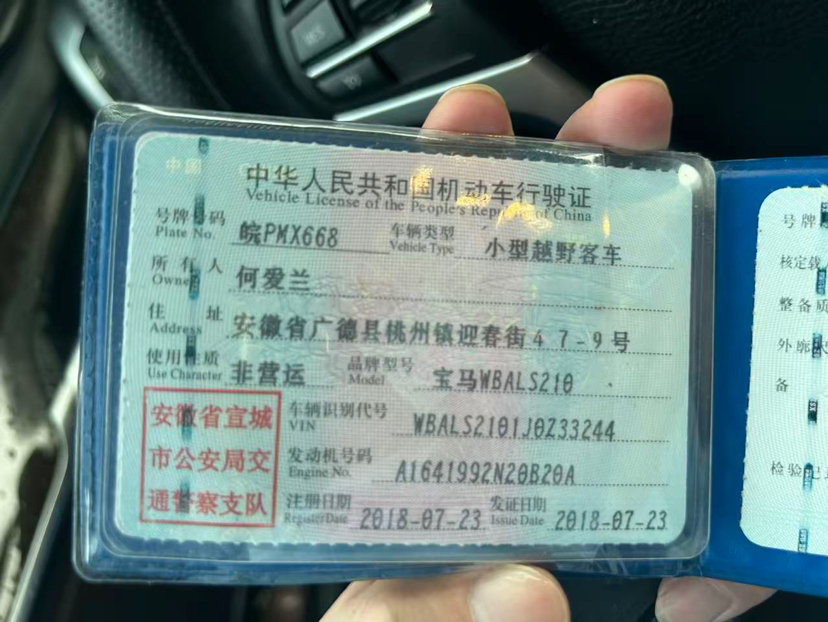 中国
中华人民共和国机动车行驶证
Vehicle License of the People's Republic of China
号牌号码 皖PMX668 车辆类型 小型越野客车
Plate No. Vehicle Type
所有人 何爱兰
Owner
住址 安徽省广德县桃州镇迎春街47-9号
Address
使用性质 非营运 品牌型号 宝马WBALS210
Use Character Model
安徽省宣城
市公安局交
通警察支队
车辆识别代号 WBALS2101J0Z33244
VIN
发动机号码 A1641992N20B20A
Engine No.
注册日期 2018-07-23 发证日期 2018-07-23
Register Date Issue Date
号牌
核定载
整备质
外廓
备
检验记